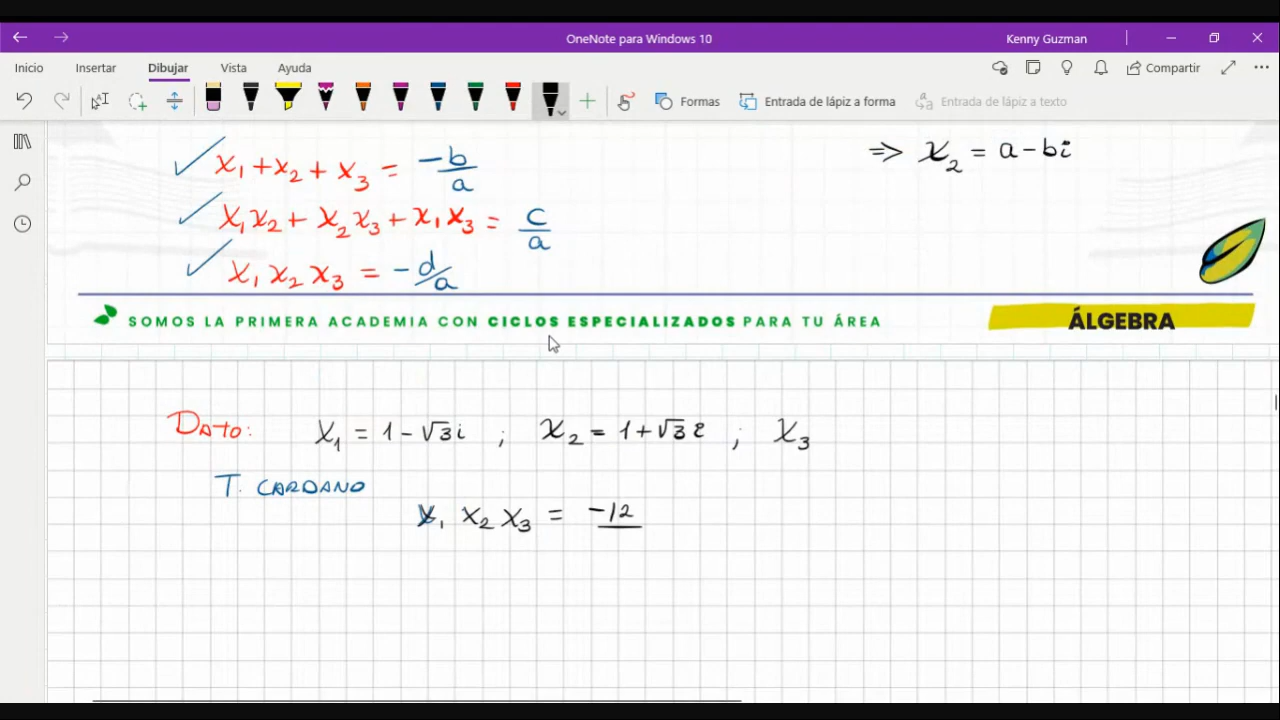 OneNote para Windows 10
Kenny Guzman
Inicio Insertar Dibujar Vista Ayuda
Compartir
Formas Entrada de lápiz a forma Entrada de lápiz a texto
x₁ + x₂ + x₃ = -b/a
⇒ x₂ = a - bi
x₁x₂ + x₂x₃ + x₁x₃ = c/a
x₁x₂x₃ = -d/a
SOMOS LA PRIMERA ACADEMIA CON CICLOS ESPECIALIZADOS PARA TU ÁREA
ÁLGEBRA
DATO: x₁ = 1 - √3i ; x₂ = 1 + √3i ; x₃
T. CARDANO
x₁ x₂ x₃ = -12